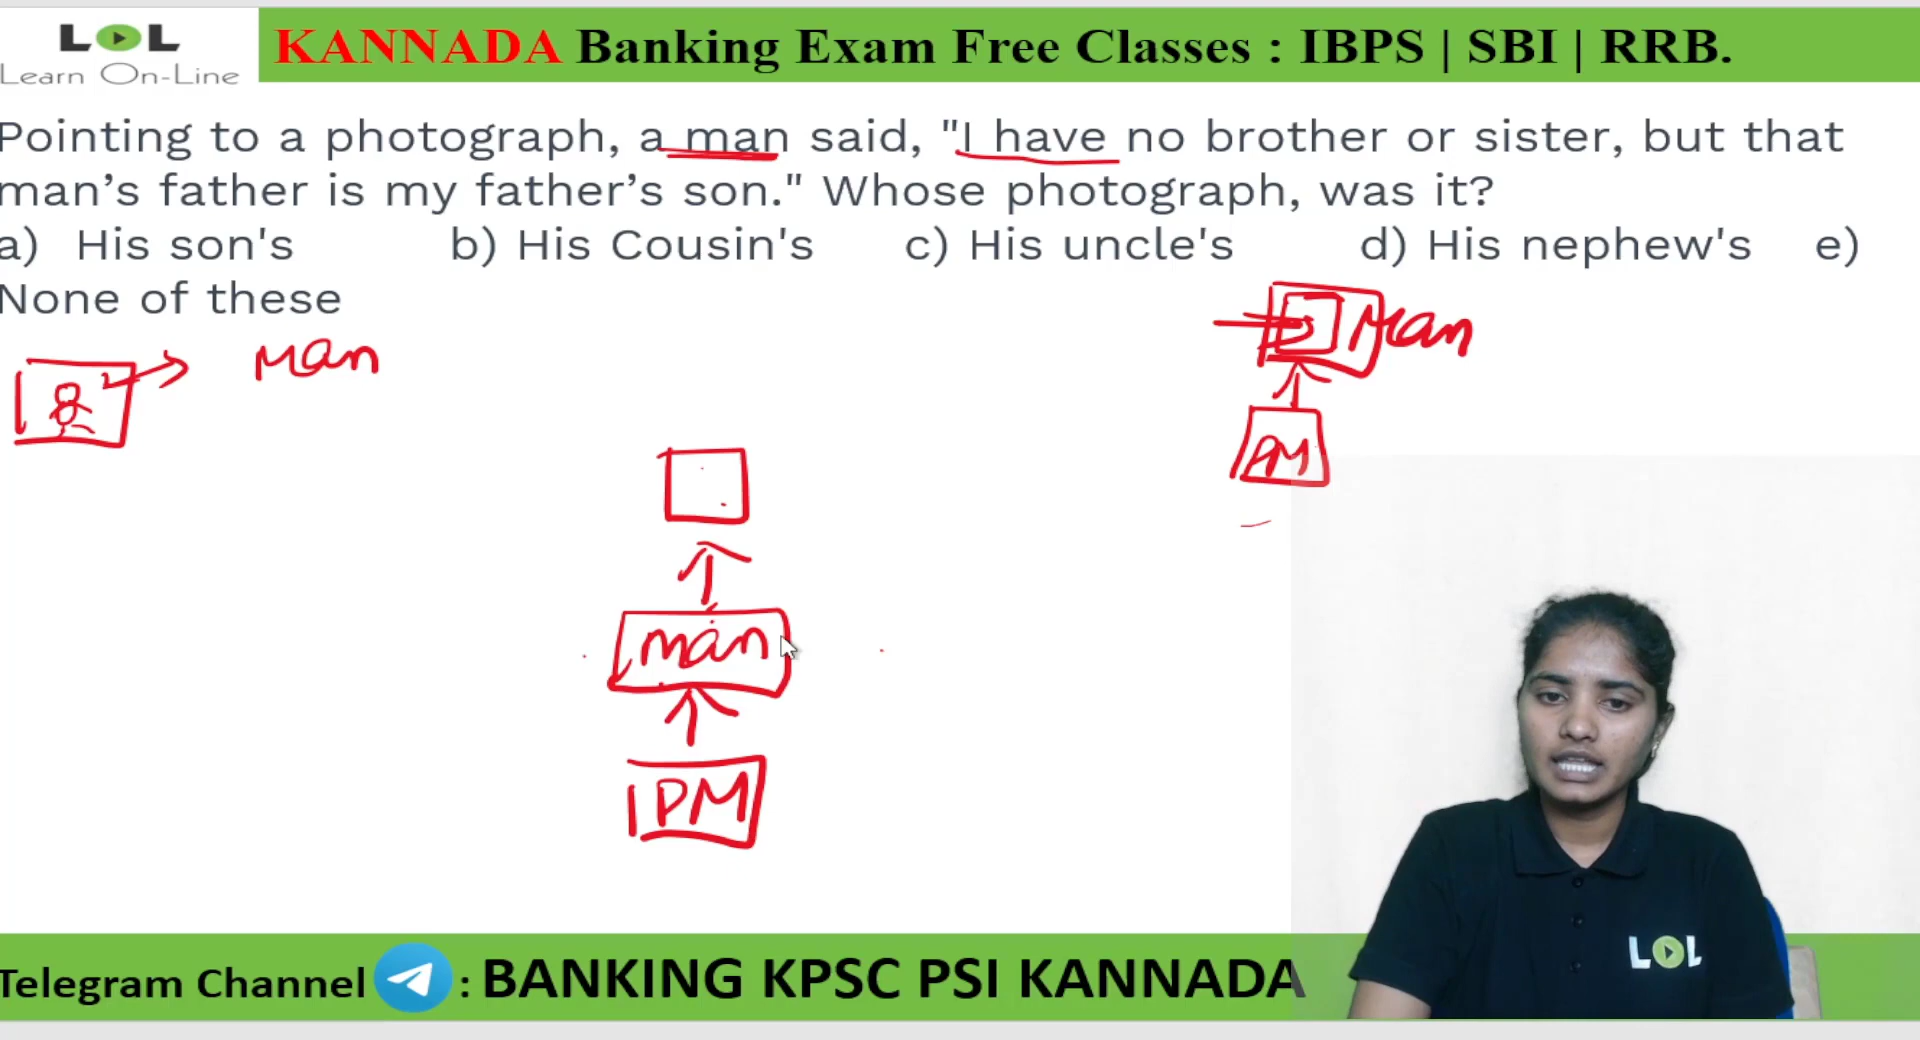 LOL
Learn On-Line
KANNADA Banking Exam Free Classes : IBPS | SBI | RRB.
Pointing to a photograph, a man said, "I have no brother or sister, but that
man’s father is my father’s son." Whose photograph, was it?
a) His son's b) His Cousin's c) His uncle's d) His nephew's e)
None of these
Man
Man
PM
man
PM
LOL
Telegram Channel : BANKING KPSC PSI KANNADA